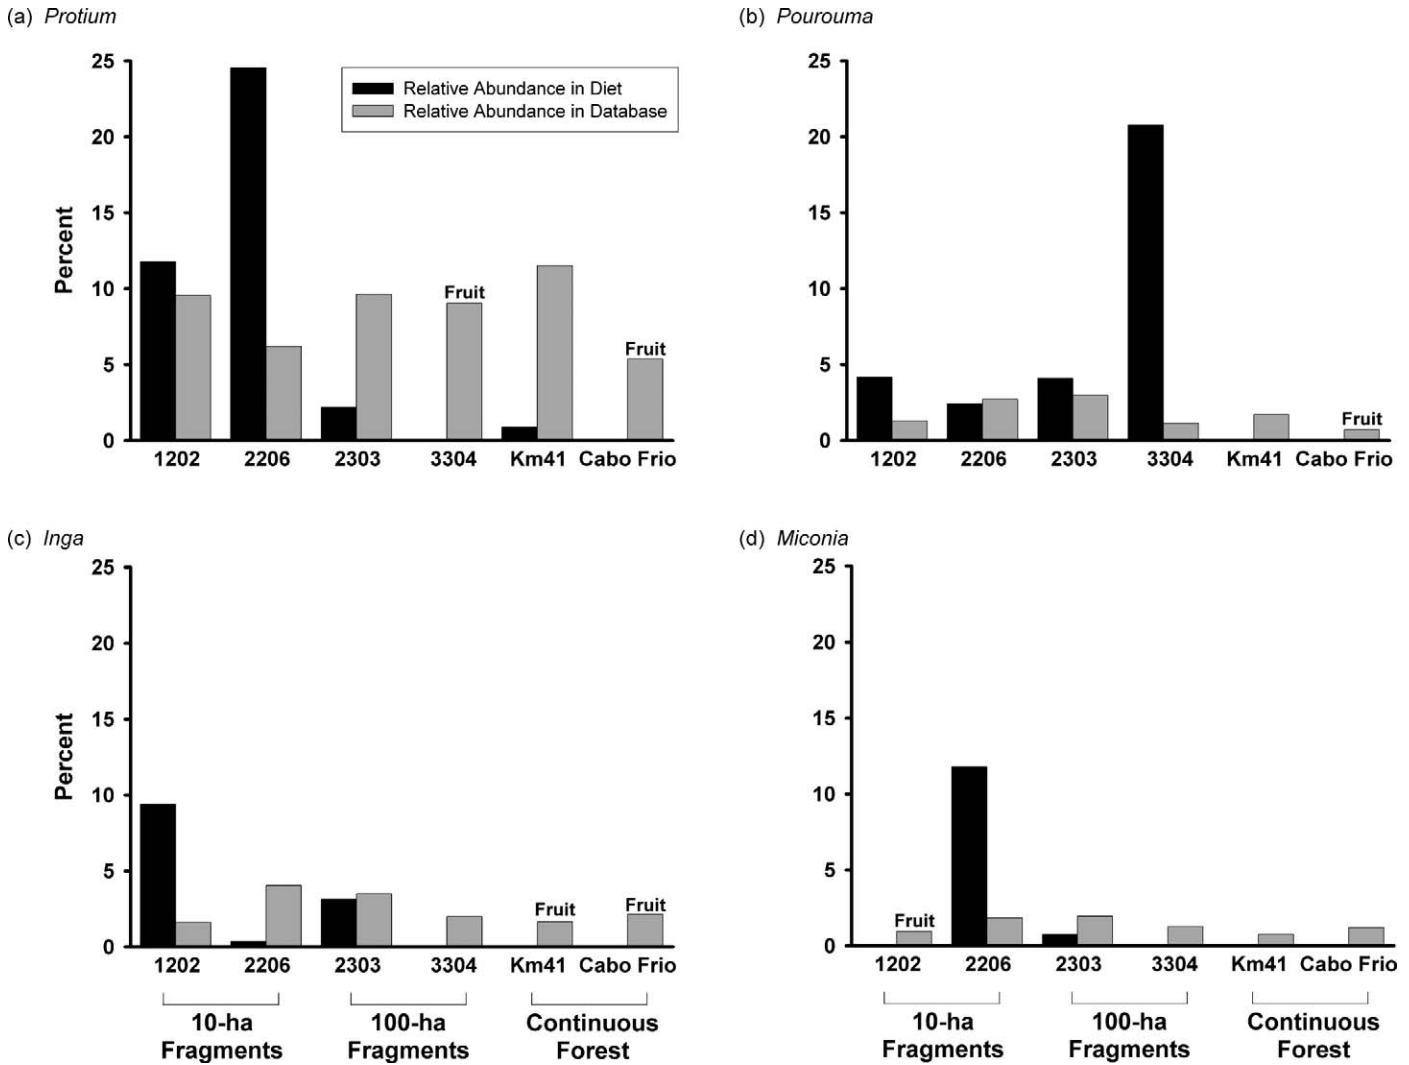 (a) Protium
25
20
15
10
5
0
Percent
Relative Abundance in Diet
Relative Abundance in Database
Fruit
Fruit
1202 2206 2303 3304 Km41 Cabo Frio
(b) Pourouma
25
20
15
10
5
0
Fruit
1202 2206 2303 3304 Km41 Cabo Frio
(c) Inga
25
20
15
10
5
0
Percent
Fruit Fruit
1202 2206 2303 3304 Km41 Cabo Frio
10-ha
Fragments
100-ha
Fragments
Continuous
Forest
(d) Miconia
25
20
15
10
5
0
Fruit
1202 2206 2303 3304 Km41 Cabo Frio
10-ha
Fragments
100-ha
Fragments
Continuous
Forest